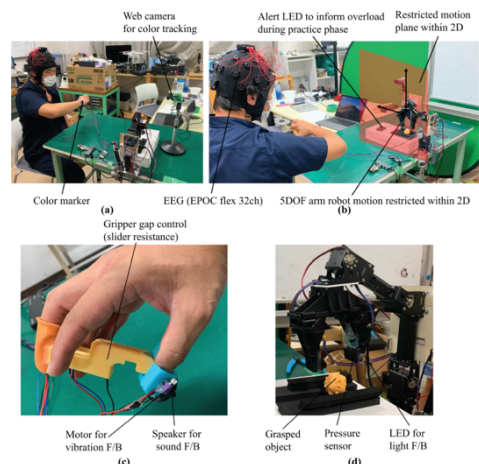 Web camera
for color tracking
Alert LED to inform overload
during practice phase
Restricted motion
plane within 2D
Color marker
EEG (EPOC flex 32ch)
5DOF arm robot motion restricted within 2D
(a)
(b)
Gripper gap control
(slider resistance)
Motor for
vibration F/B
Speaker for
sound F/B
Grasped
object
Pressure
sensor
LED for
light F/B
(c)
(d)